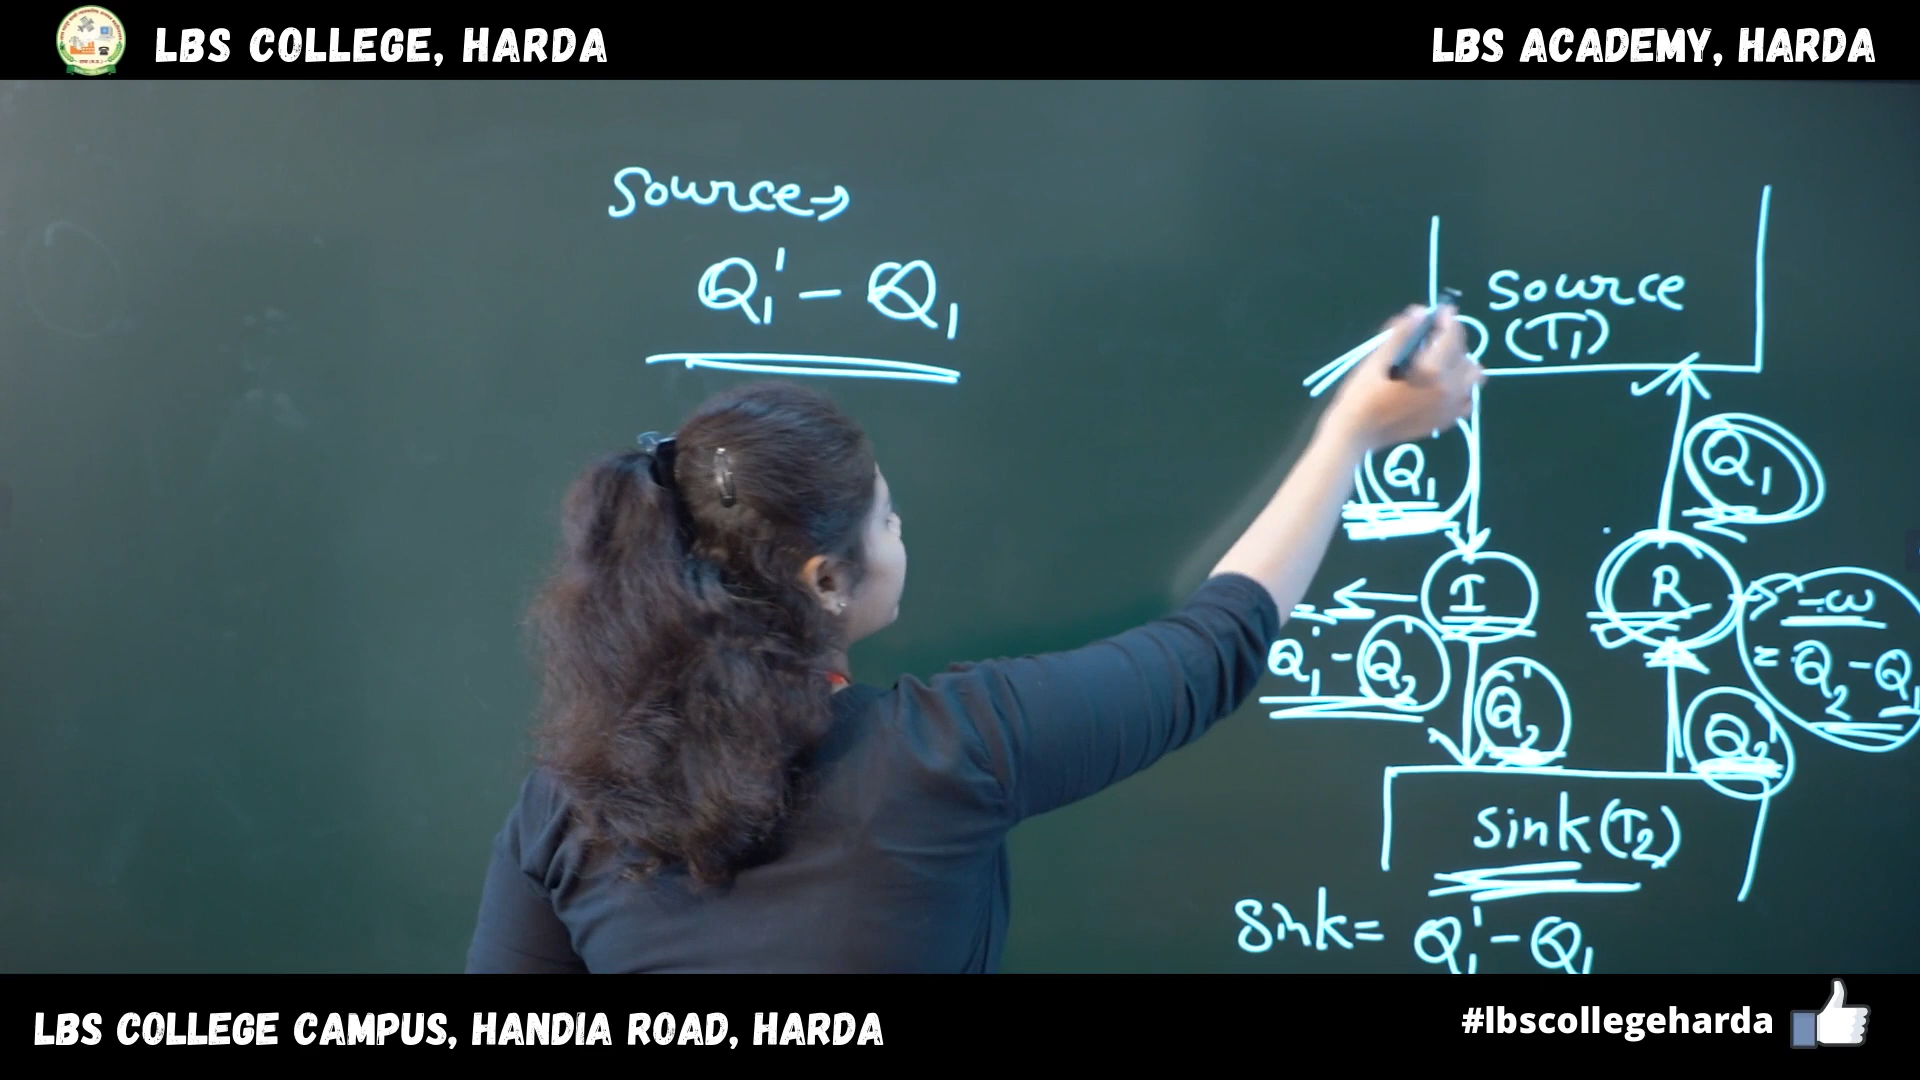 LBS COLLEGE, HARDA
LBS ACADEMY, HARDA
Source→
Q₁' - Q₁
Source
(T₁)
Q₁
Q₁
I
R
-ω
Q₁' - Q₂'
= Q₂ - Q₁
Q₂'
Q₂'
Sink (T₂)
Sink = Q₁' - Q₁
LBS COLLEGE CAMPUS, HANDIA ROAD, HARDA
#lbscollegeharda